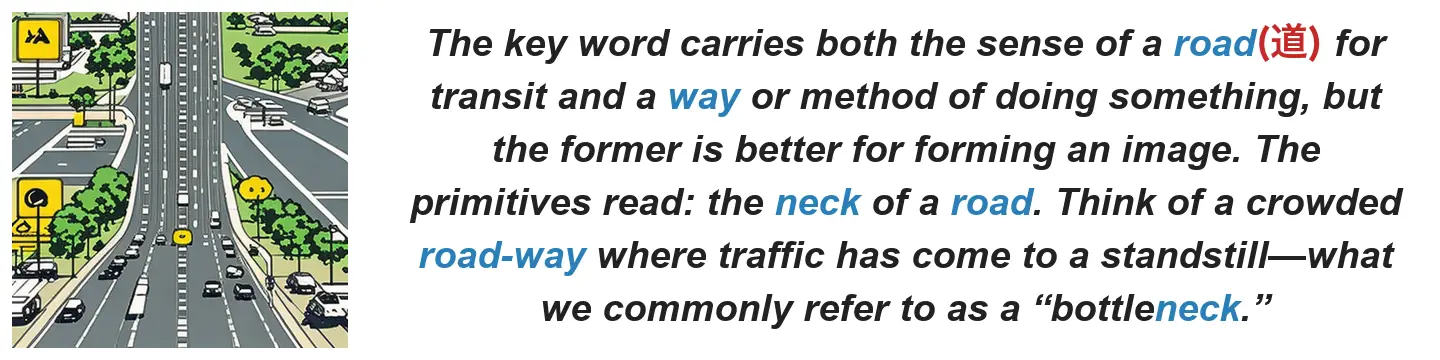 The key word carries both the sense of a road(道) for
transit and a way or method of doing something, but
the former is better for forming an image. The
primitives read: the neck of a road. Think of a crowded
road-way where traffic has come to a standstill—what
we commonly refer to as a “bottleneck.”